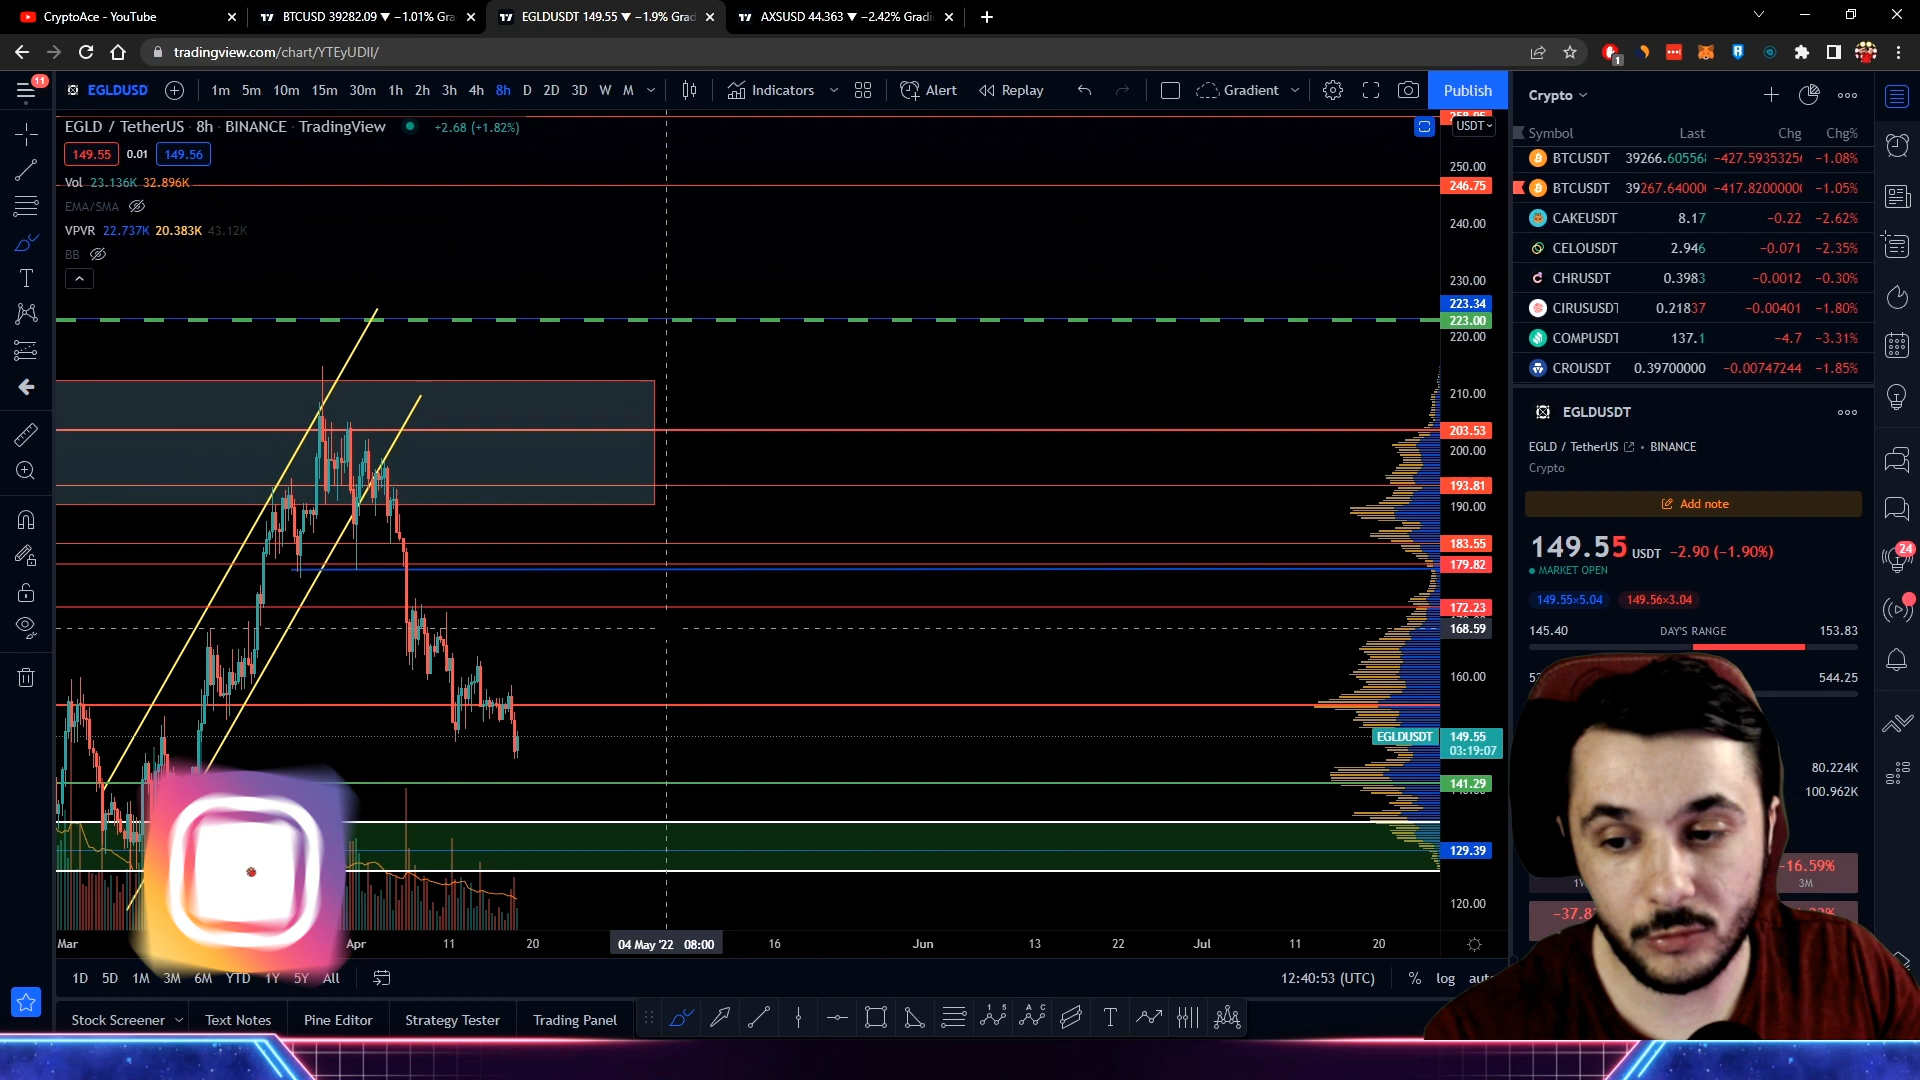 CryptoAce - YouTube
BTCUSD 39282.09 ▼ −1.01% Gra
EGLDUSDT 149.55 ▼ −1.9% Grad
AXSUSD 44.363 ▼ −2.42% Gradi
tradingview.com/chart/YTEyUDII/
1
11
EGLDUSD
1m 5m 10m 15m 30m 1h 2h 3h 4h 8h D 2D 3D W M
Indicators
Alert
Replay
Gradient
Publish
EGLD / TetherUS · 8h · BINANCE · TradingView
+2.68 (+1.82%)
149.55 0.01 149.56
Vol 23.136K 32.896K
EMA/SMA
VPVR 22.737K 20.383K 43.12K
BB
USDT
250.00
246.75
240.00
230.00
223.34
223.00
220.00
210.00
203.53
200.00
193.81
190.00
183.55
179.82
172.23
168.59
160.00
EGLDUSDT 149.55
03:19:07
141.29
129.39
120.00
Mar Apr 11 20 04 May '22 08:00 16 Jun 13 22 Jul 11 20
1D 5D 1M 3M 6M YTD 1Y 5Y All
12:40:53 (UTC) % log auto
Stock Screener Text Notes Pine Editor Strategy Tester Trading Panel
Crypto
Symbol Last Chg Chg%
BTCUSDT 39266.60556 −427.5935325 −1.08%
BTCUSDT 39267.64000 −417.8200000 −1.05%
CAKEUSDT 8.17 −0.22 −2.62%
CELOUSDT 2.946 −0.071 −2.35%
CHRUSDT 0.3983 −0.0012 −0.30%
CIRUSUSDT 0.21837 −0.00401 −1.80%
COMPUSDT 137.1 −4.7 −3.31%
CROUSDT 0.39700000 −0.00747244 −1.85%
EGLDUSDT
EGLD / TetherUS · BINANCE
Crypto
Add note
149.55 USDT −2.90 (−1.90%)
MARKET OPEN
149.55×5.04 149.56×3.04
145.40 DAY'S RANGE 153.83
544.25
80.224K
100.962K
−16.59%
3M
−37.8
24